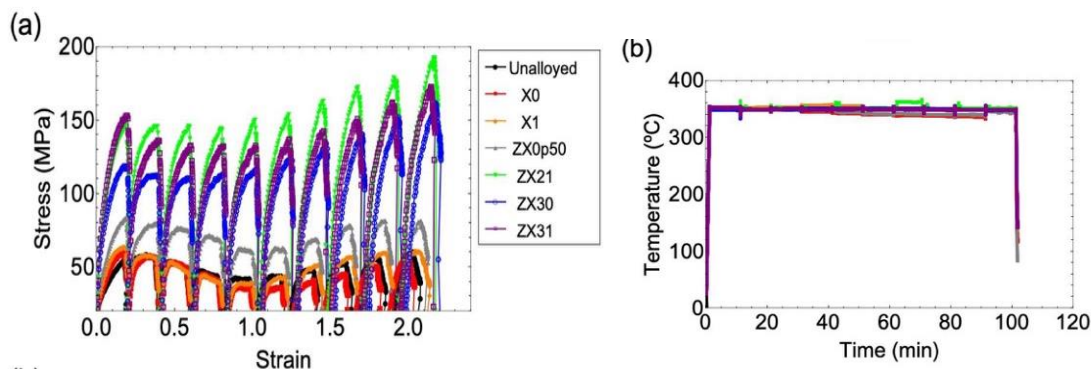 (a)
200
150
100
50
Stress (MPa)
0.0 0.5 1.0 1.5 2.0
Strain
Unalloyed
X0
X1
ZX0p50
ZX21
ZX30
ZX31
(b)
400
300
200
100
0
Temperature (ºC)
0 20 40 60 80 100 120
Time (min)